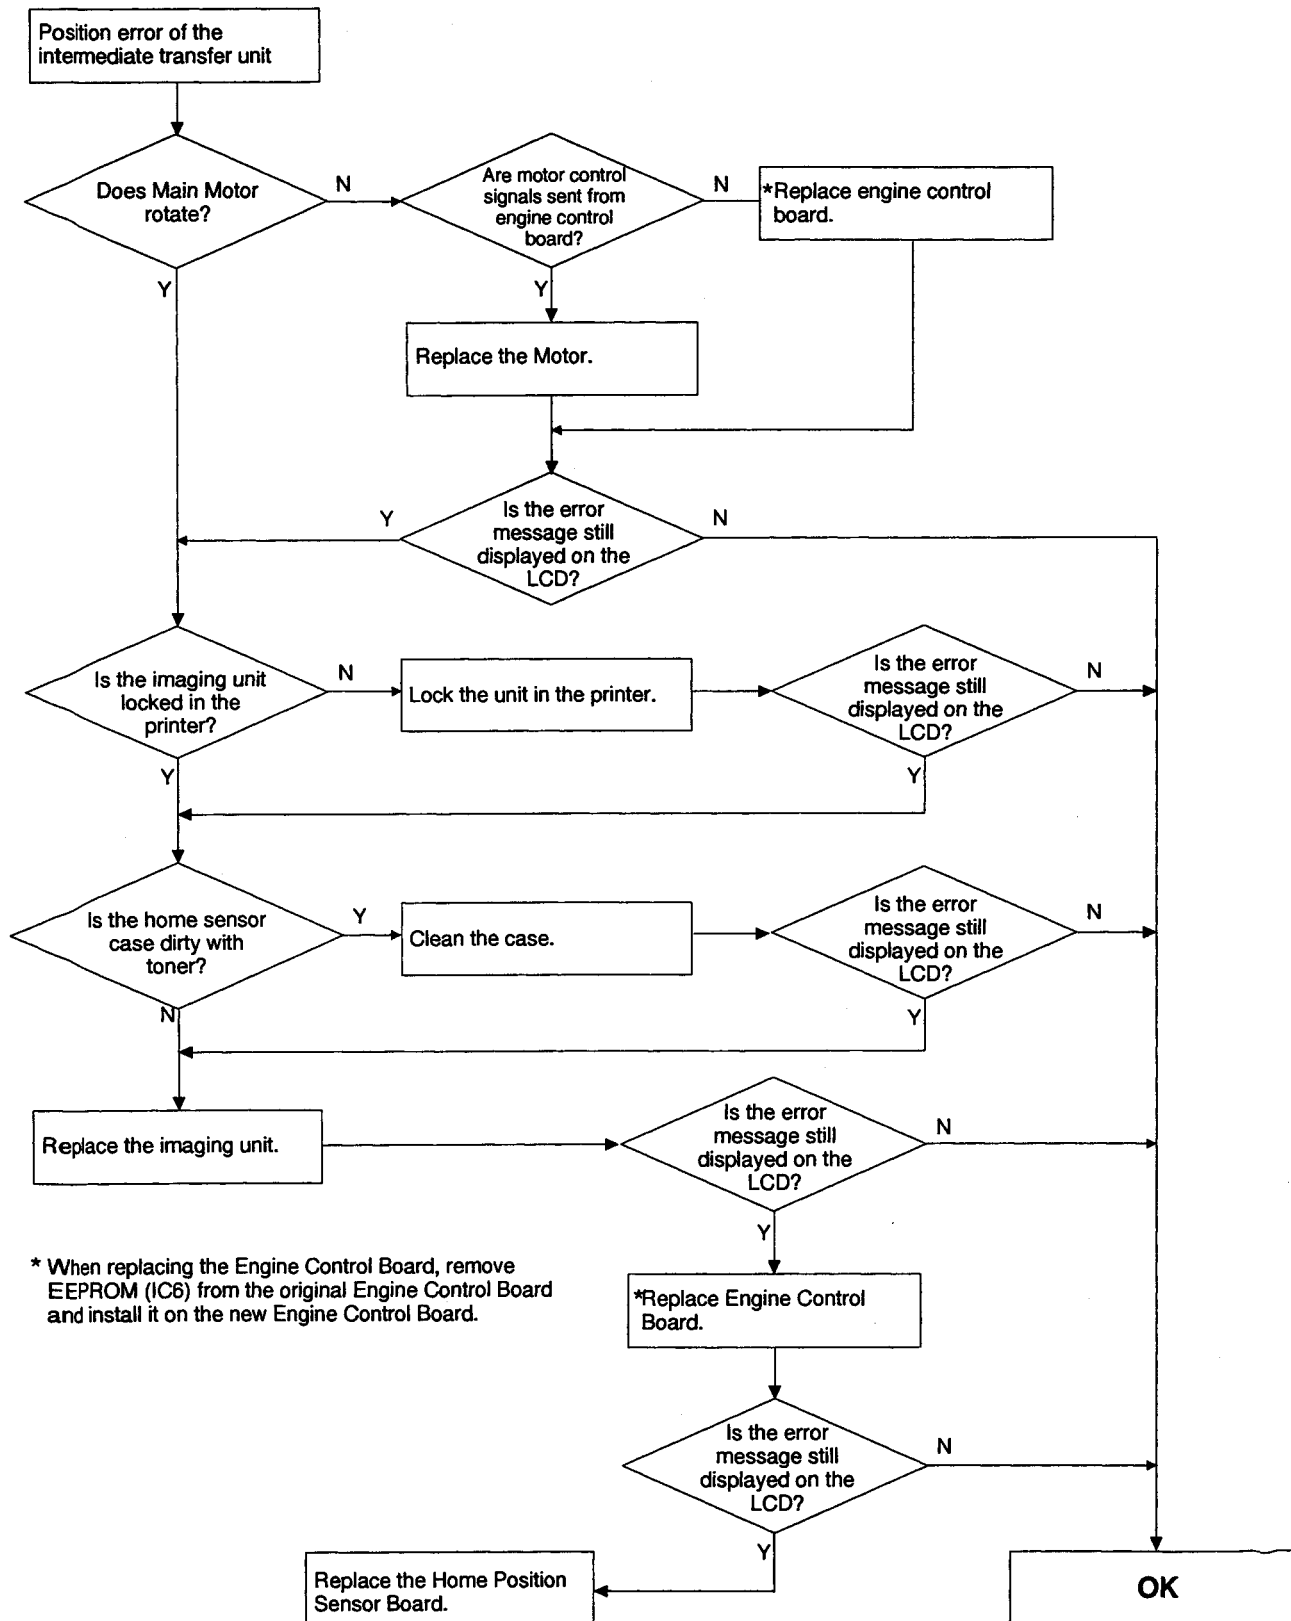 Position error of the
intermediate transfer unit
Does Main Motor
rotate?
N
Are motor control
signals sent from
engine control
board?
N
*Replace engine control
board.
Y
Y
Replace the Motor.
Y
Is the error
message still
displayed on the
LCD?
N
Is the imaging unit
locked in the
printer?
N
Lock the unit in the printer.
Is the error
message still
displayed on the
LCD?
N
Y
Y
Is the home sensor
case dirty with
toner?
Y
Clean the case.
Is the error
message still
displayed on the
LCD?
N
N
Y
Replace the imaging unit.
Is the error
message still
displayed on the
LCD?
N
Y
* When replacing the Engine Control Board, remove
EEPROM (IC6) from the original Engine Control Board
and install it on the new Engine Control Board.
*Replace Engine Control
Board.
Is the error
message still
displayed on the
LCD?
N
Y
Replace the Home Position
Sensor Board.
OK